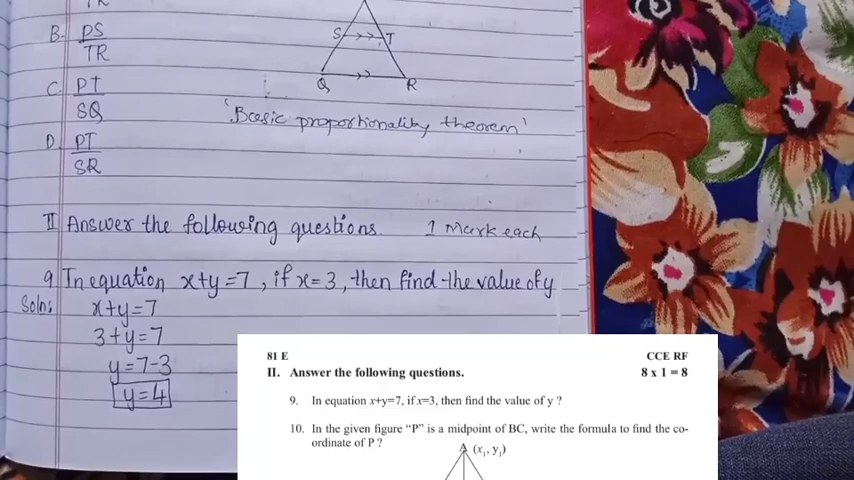 TR
B. PS
TR
C. PT
SQ
D. PT
SR
S T
Q R
'Basic proportionality theorem'
II Answer the following questions. 1 Mark each
9 In equation x+y=7, if x=3, then find the value of y
Soln: x+y=7
3+y=7
y=7-3
y=4
81 E CCE RF
II. Answer the following questions. 8 x 1 = 8
9. In equation x+y=7, if x=3, then find the value of y ?
10. In the given figure "P" is a midpoint of BC, write the formula to find the co-
ordinate of P ?
A (x₁, y₁)